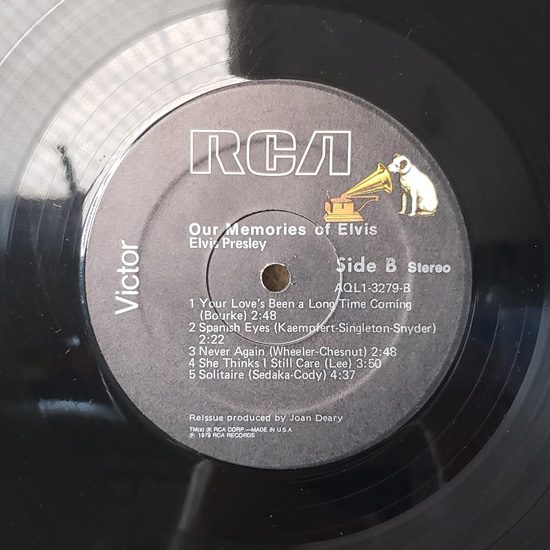 RCA
Victor
Our Memories of Elvis
Elvis Presley
Side B Stereo
AQL1-3279-B
1 Your Love's Been a Long Time Coming
(Bourke) 2:48
2 Spanish Eyes (Kaempfert-Singleton-Snyder)
2:22
3 Never Again (Wheeler-Chesnut) 2:48
4 She Thinks I Still Care (Lee) 3:50
5 Solitaire (Sedaka-Cody) 4:37
Reissue produced by Joan Deary
TM(s) ® RCA CORP.—MADE IN U.S.A
℗ 1979 RCA RECORDS